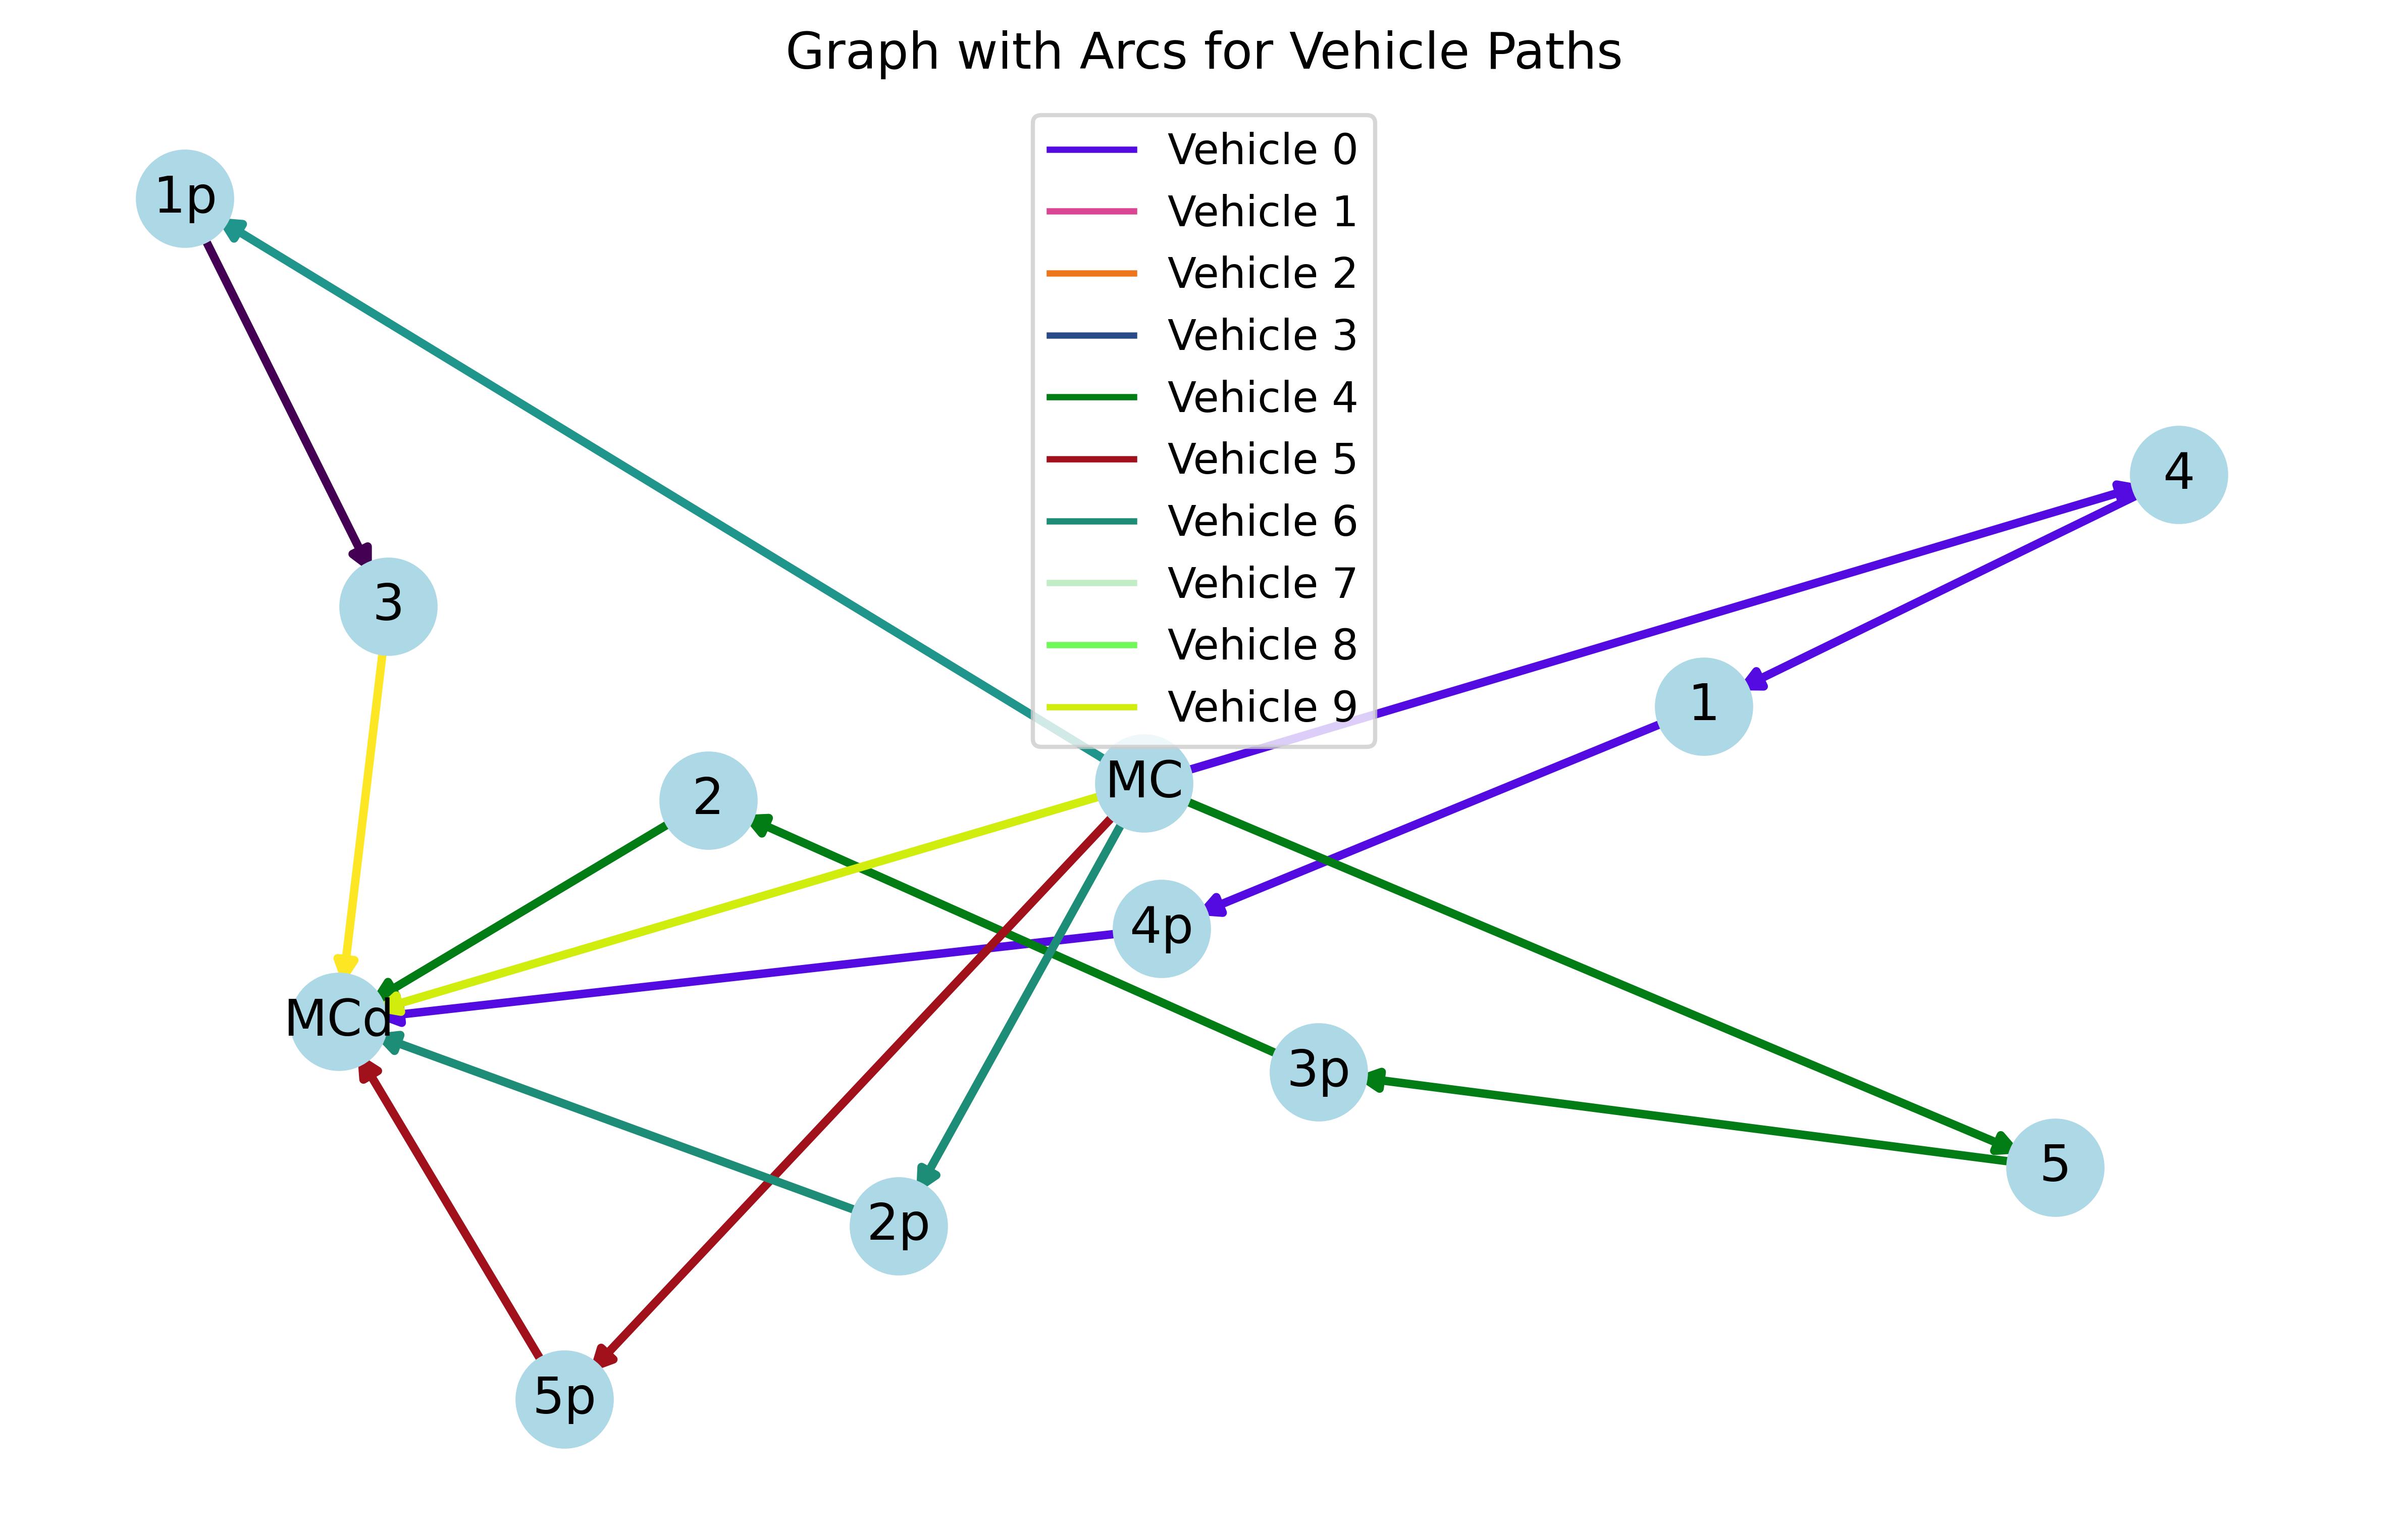 Graph with Arcs for Vehicle Paths
Vehicle 0
Vehicle 1
Vehicle 2
Vehicle 3
Vehicle 4
Vehicle 5
Vehicle 6
Vehicle 7
Vehicle 8
Vehicle 9
1p
4
3
1
MC
2
4p
MCd
3p
5
2p
5p